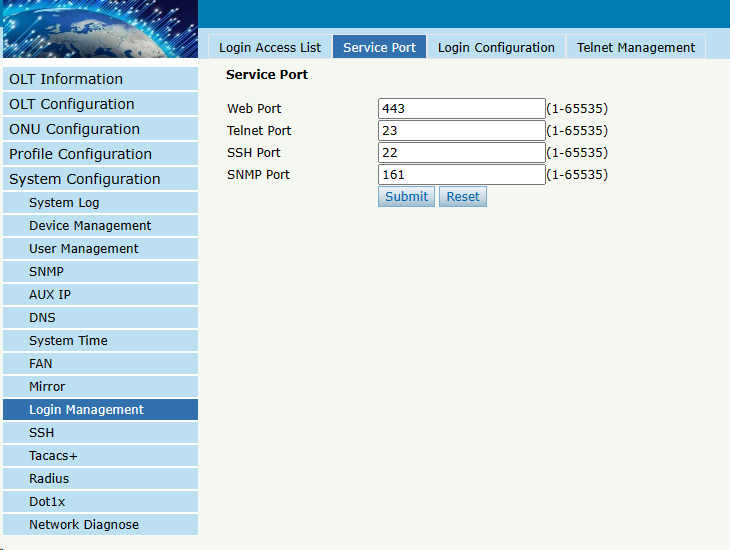 Login Access List Service Port Login Configuration Telnet Management
OLT Information
OLT Configuration
ONU Configuration
Profile Configuration
System Configuration
System Log
Device Management
User Management
SNMP
AUX IP
DNS
System Time
FAN
Mirror
Login Management
SSH
Tacacs+
Radius
Dot1x
Network Diagnose
Service Port
Web Port 443 (1-65535)
Telnet Port 23 (1-65535)
SSH Port 22 (1-65535)
SNMP Port 161 (1-65535)
Submit Reset